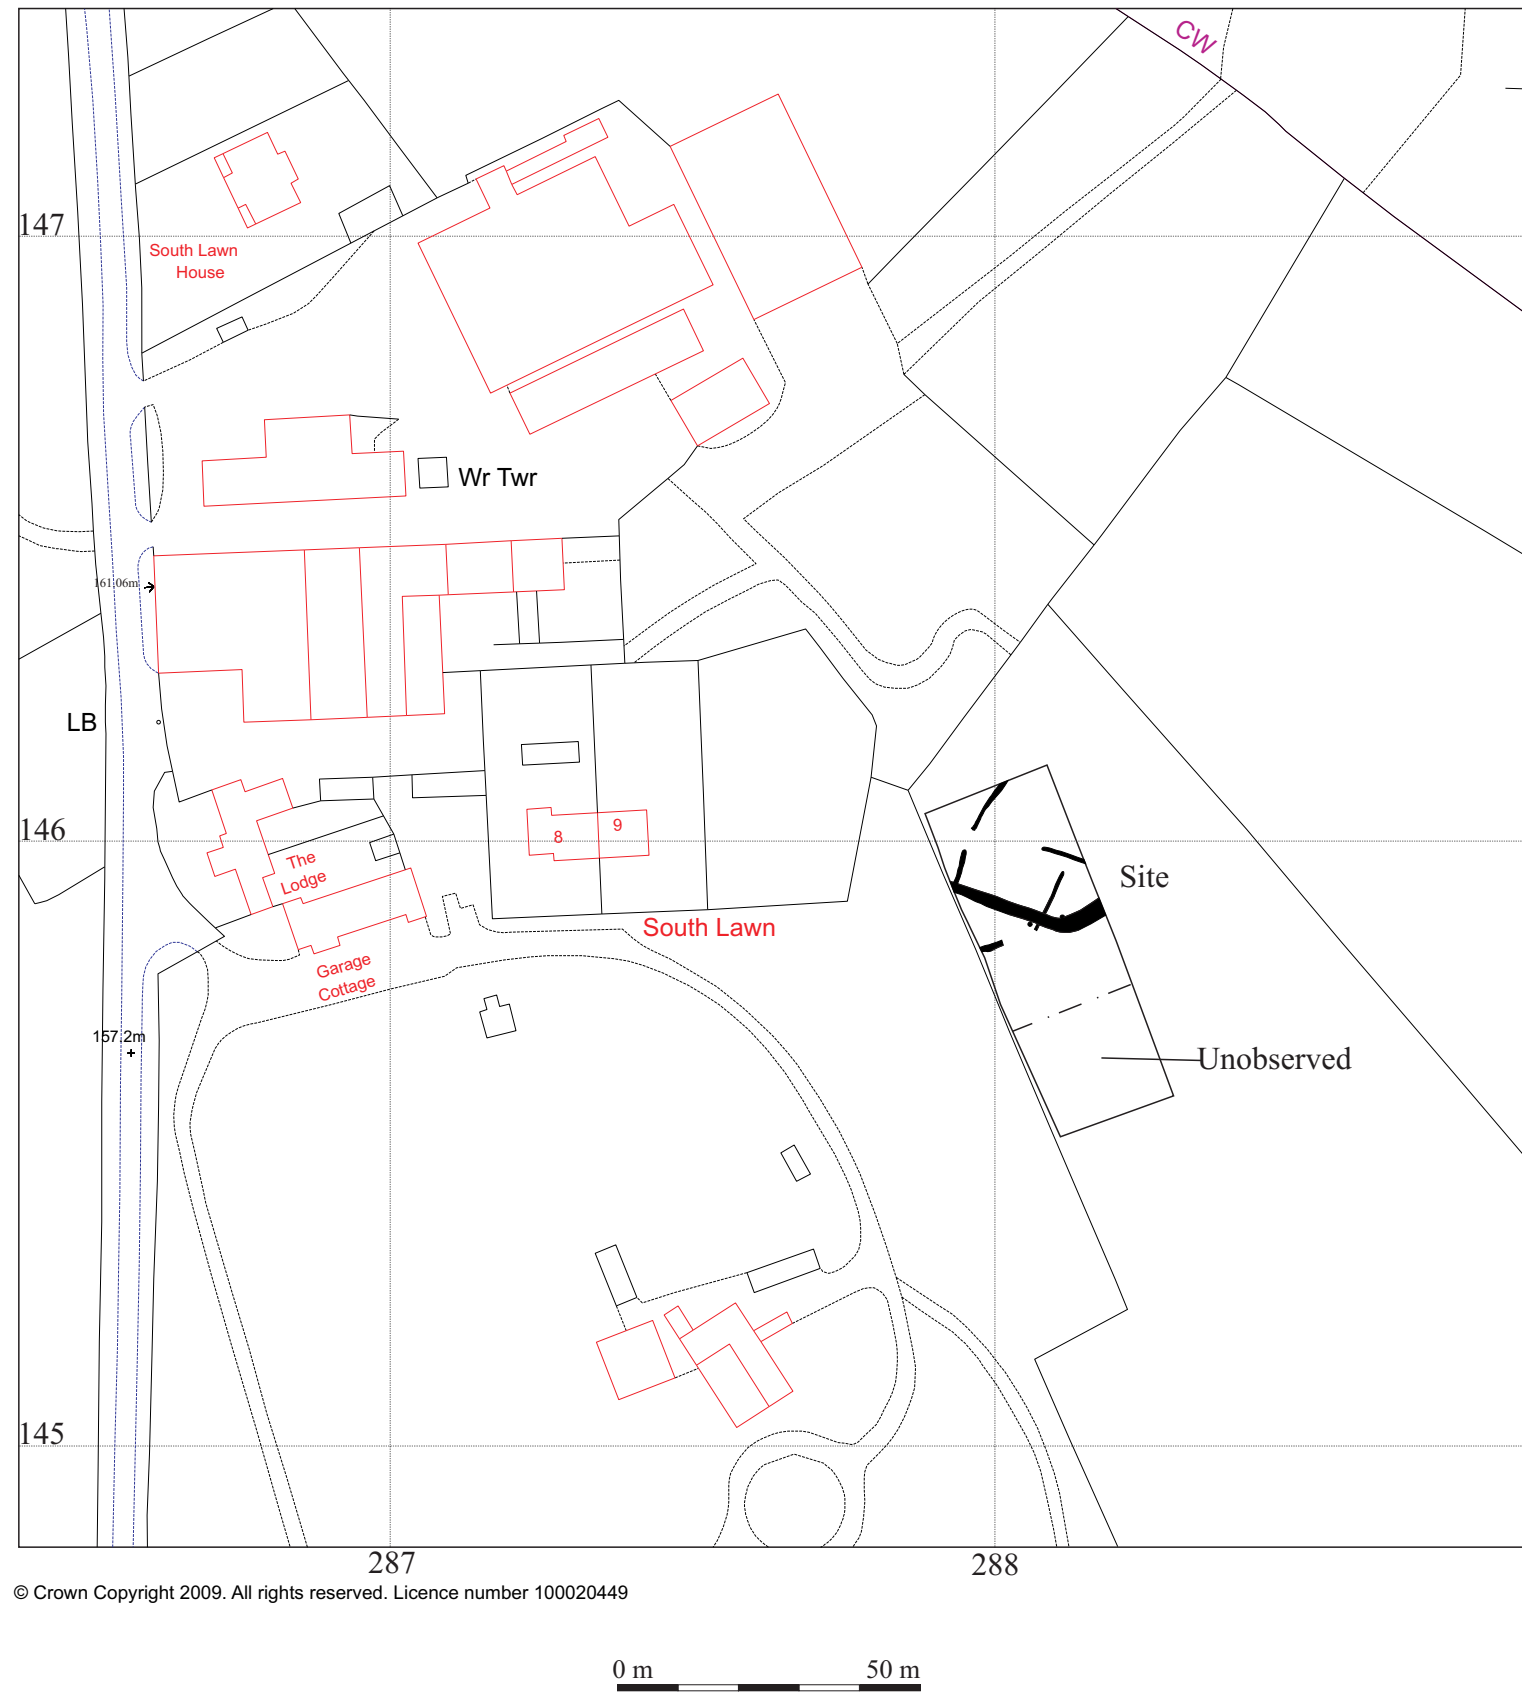 CW
147
South Lawn
House
Wr Twr
161.06m
LB
146
8
9
The
Lodge
Site
South Lawn
Garage
Cottage
157.2m
Unobserved
145
287
288
© Crown Copyright 2009. All rights reserved. Licence number 100020449
0 m
50 m